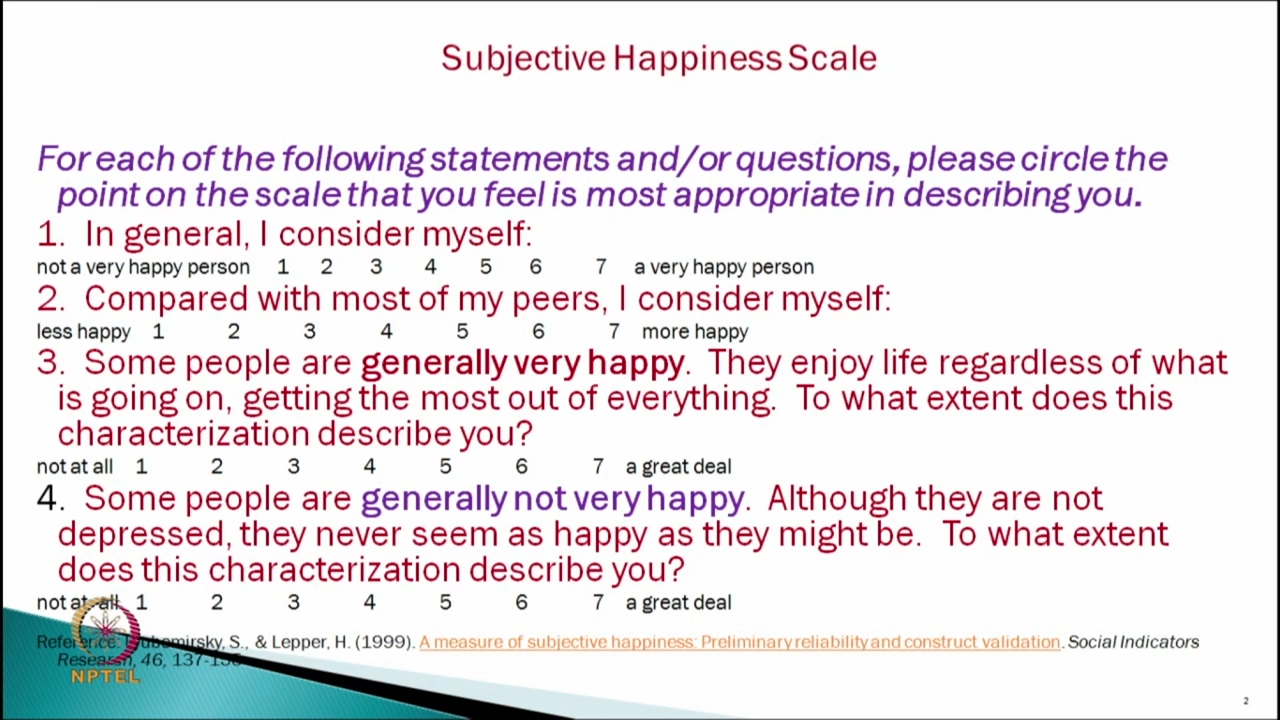 Subjective Happiness Scale
For each of the following statements and/or questions, please circle the
point on the scale that you feel is most appropriate in describing you.
1. In general, I consider myself:
not a very happy person 1 2 3 4 5 6 7 a very happy person
2. Compared with most of my peers, I consider myself:
less happy 1 2 3 4 5 6 7 more happy
3. Some people are generally very happy. They enjoy life regardless of what
is going on, getting the most out of everything. To what extent does this
characterization describe you?
not at all 1 2 3 4 5 6 7 a great deal
4. Some people are generally not very happy. Although they are not
depressed, they never seem as happy as they might be. To what extent
does this characterization describe you?
not at all 1 2 3 4 5 6 7 a great deal
Reference: Lyubomirsky, S., & Lepper, H. (1999). A measure of subjective happiness: Preliminary reliability and construct validation. Social Indicators
Research, 46,
NPTEL
2